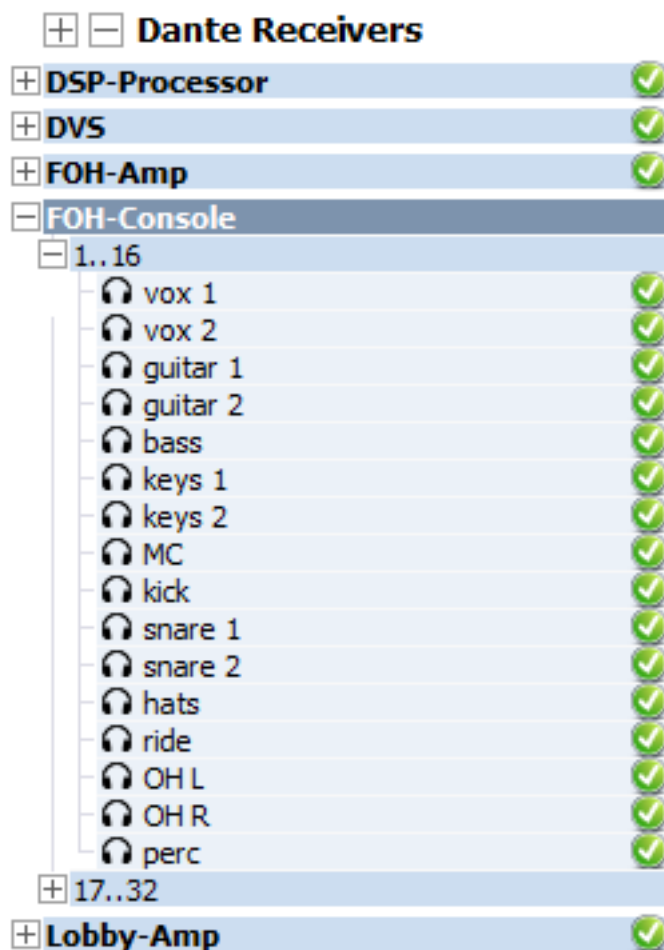 Dante Receivers
DSP-Processor
DVS
FOH-Amp
FOH-Console
1..16
vox 1
vox 2
guitar 1
guitar 2
bass
keys 1
keys 2
MC
kick
snare 1
snare 2
hats
ride
OH L
OH R
perc
17..32
Lobby-Amp